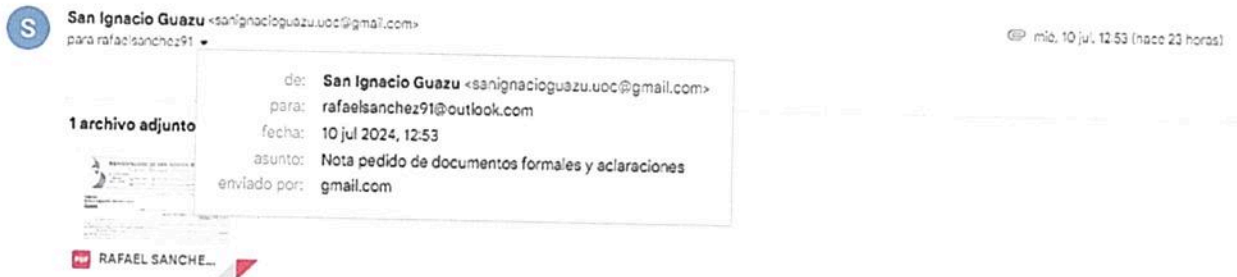 S
San Ignacio Guazu <sanignacioguazu.uoc@gmail.com>
para rafaelsanchez91
mié, 10 jul, 12:53 (hace 23 horas)
de: San Ignacio Guazu <sanignacioguazu.uoc@gmail.com>
para: rafaelsanchez91@outlook.com
fecha: 10 jul 2024, 12:53
asunto: Nota pedido de documentos formales y aclaraciones
enviado por: gmail.com
1 archivo adjunto
PDF RAFAEL SANCHE...